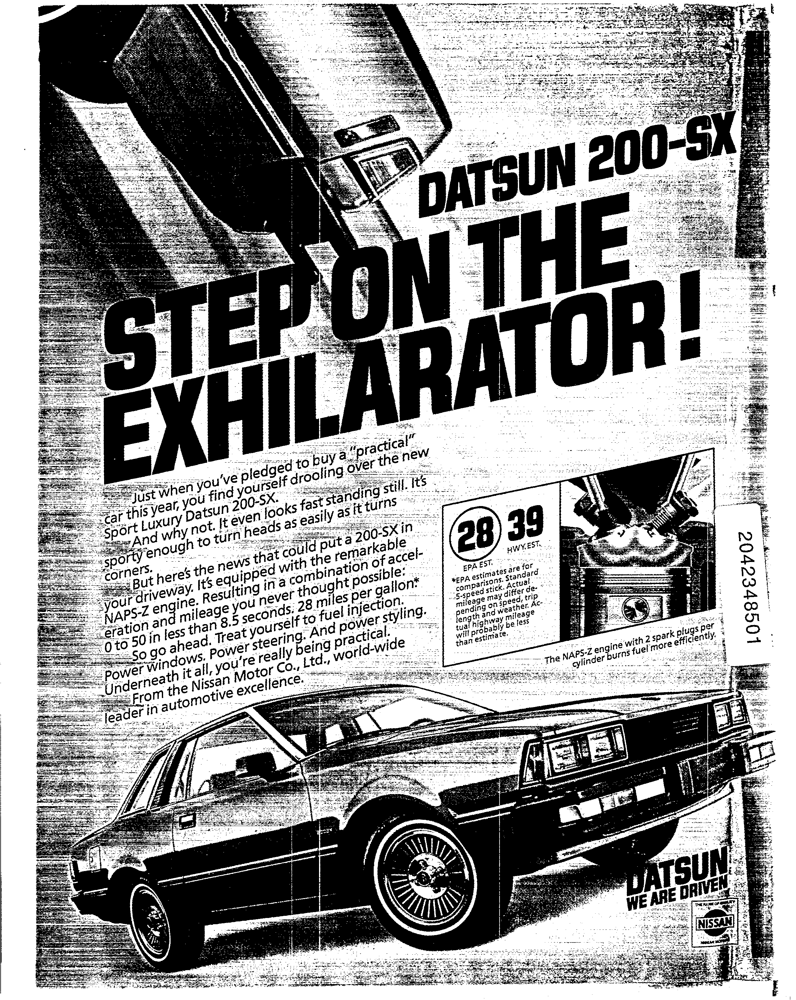 DATSUN 200-SX
STEP ON THE
EXHILARATOR!
Just when you've pledged to buy a "practical"
car this year, you find yourself drooling over the new
Sport Luxury Datsun 200-SX.
And why not. It even looks fast standing still. It's
sporty enough to turn heads as easily as it turns
corners.
But here's the news that could put a 200-SX in
your driveway. It's equipped with the remarkable
NAPS-Z engine. Resulting in a combination of accel-
eration and mileage you never thought possible:
0 to 50 in less than 8.5 seconds. 28 miles per gallon*
So go ahead. Treat yourself to fuel injection.
Power windows. Power steering. And power styling.
Underneath it all, you're really being practical.
From the Nissan Motor Co., Ltd., world-wide
leader in automotive excellence.
28 39
EPA EST. HWY. EST.
*EPA estimates are for
comparisons. Standard
5-speed stick. Actual
mileage may differ de-
pending on speed, trip
length and weather. Ac-
tual highway mileage
will probably be less
than estimate.
The NAPS-Z engine with 2 spark plugs per
cylinder burns fuel more efficiently.
2042348501
DATSUN
WE ARE DRIVEN
NISSAN